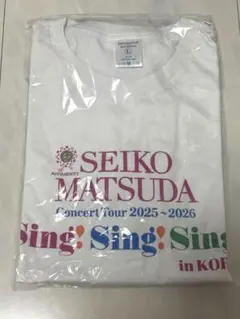 L
SEIKO
MATSUDA
Concert Tour 2025~2026
Sing! Sing! Sing
in KOB